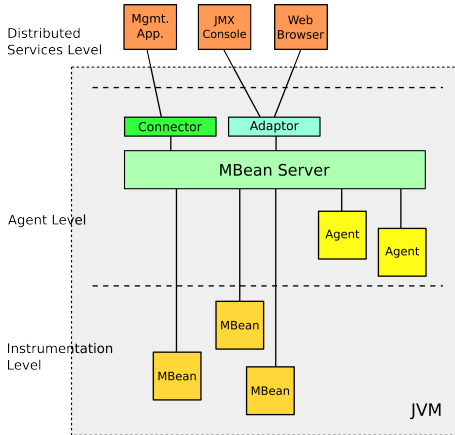 Distributed
Services Level
Mgmt.
App.
JMX
Console
Web
Browser
Connector
Adaptor
MBean Server
Agent Level
Agent
Agent
Instrumentation
Level
MBean
MBean
MBean
JVM